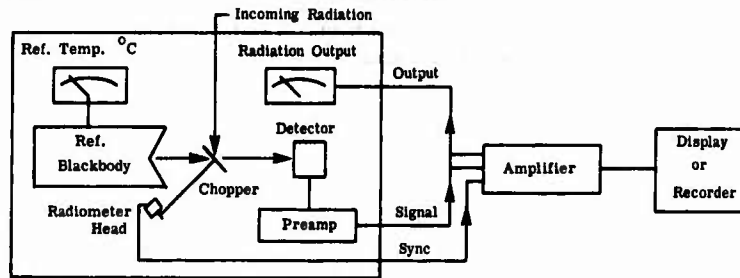 Incoming Radiation
Ref. Temp. °C
Radiation Output
Output
Ref.
Blackbody
Detector
Chopper
Amplifier
Display
or
Recorder
Radiometer
Head
Preamp
Signal
Sync